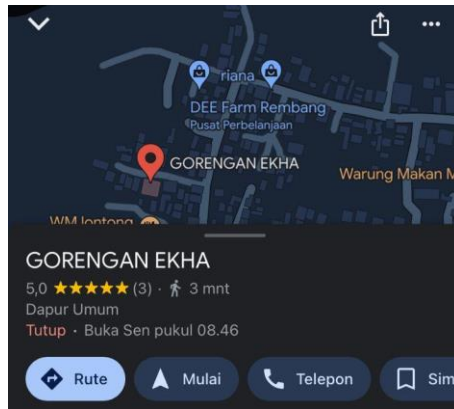 riana
DEE Farm Rembang
Pusat Perbelanjaan
GORENGAN EKHA
Warung Makan M
WM lontong
GORENGAN EKHA
5,0 ★★★★★ (3) · 3 mnt
Dapur Umum
Tutup · Buka Sen pukul 08.46
Rute
Mulai
Telepon
Sim